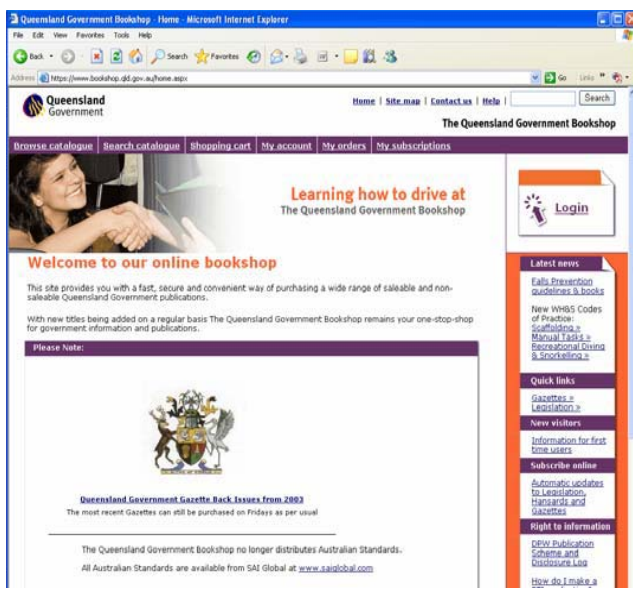 Queensland Government Bookshop - Home - Microsoft Internet Explorer
File Edit View Favorites Tools Help
Back Search Favorites
Address https://www.bookshop.qld.gov.au/home.aspx Go Links »
Queensland
Government
Home | Site map | Contact us | Help | Search
The Queensland Government Bookshop
Browse catalogue Search catalogue Shopping cart My account My orders My subscriptions
Learning how to drive at
The Queensland Government Bookshop
Login
Welcome to our online bookshop
This site provides you with a fast, secure and convenient way of purchasing a wide range of saleable and non-
saleable Queensland Government publications.
With new titles being added on a regular basis The Queensland Government Bookshop remains your one-stop-shop
for government information and publications.
Please Note:
Queensland Government Gazette Back Issues from 2003
The most recent Gazettes can still be purchased on Fridays as per usual
The Queensland Government Bookshop no longer distributes Australian Standards.
All Australian Standards are available from SAI Global at www.saiglobal.com
Latest news
Falls Prevention
guidelines & books
New WH&S Codes
of Practice:
Scaffolding »
Manual Tasks »
Recreational Diving
& Snorkelling »
Quick links
Gazettes »
Legislation »
New visitors
Information for first
time users
Subscribe online
Automatic updates
to Legislation,
Hansards and
Gazettes
Right to information
DPW Publication
Scheme and
Disclosure Log
How do I make a